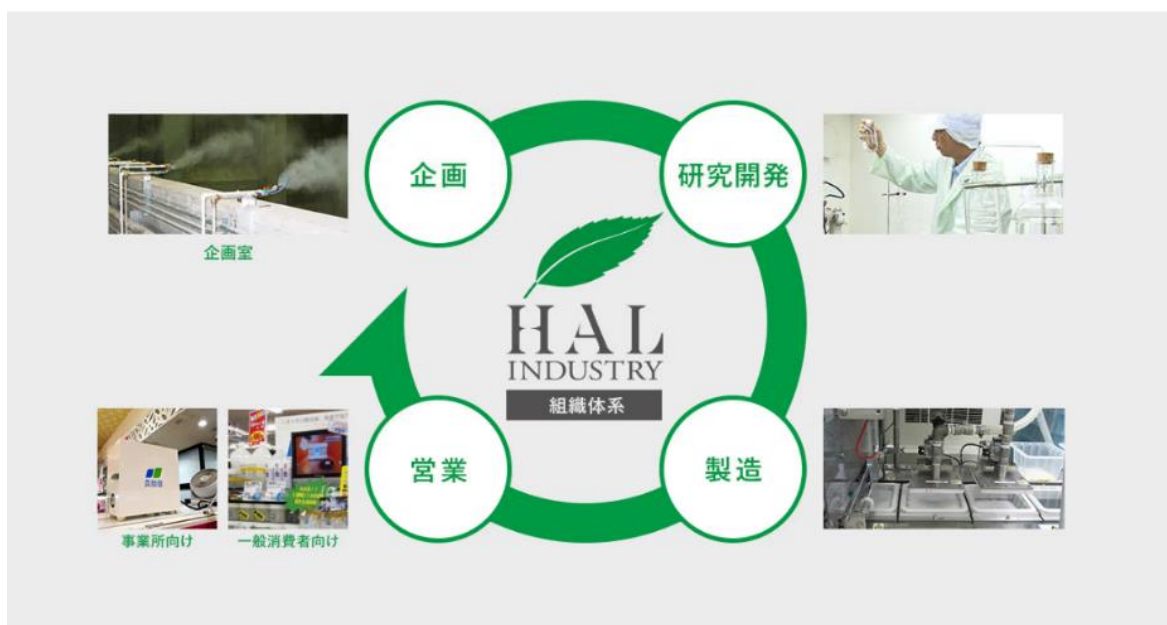 企画
研究開発
企画室
HAL
INDUSTRY
組織体系
営業
製造
事業所向け
一般消費者向け